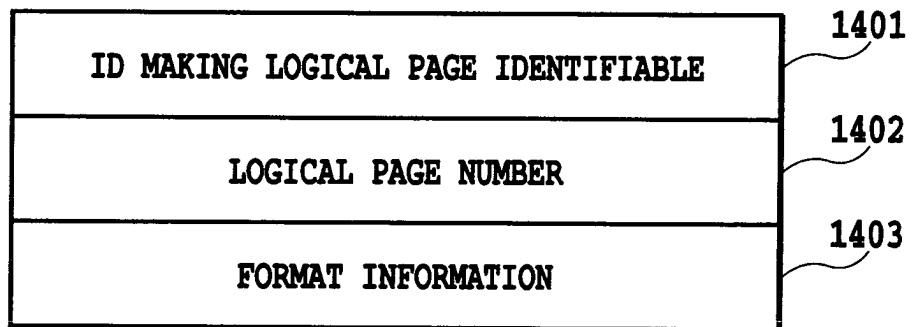 1401
ID MAKING LOGICAL PAGE IDENTIFIABLE
1402
LOGICAL PAGE NUMBER
1403
FORMAT INFORMATION